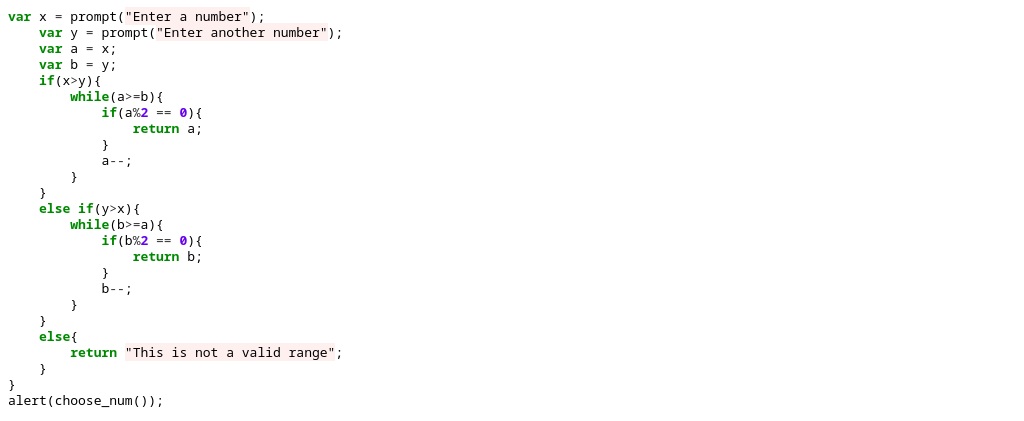 var x = prompt("Enter a number");
    var y = prompt("Enter another number");
    var a = x;
    var b = y;
    if(x>y){
        while(a>=b){
            if(a%2 == 0){
                return a;
            }
            a--;
        }
    }
    else if(y>x){
        while(b>=a){
            if(b%2 == 0){
                return b;
            }
            b--;
        }
    }
    else{
        return "This is not a valid range";
    }
}
alert(choose_num());